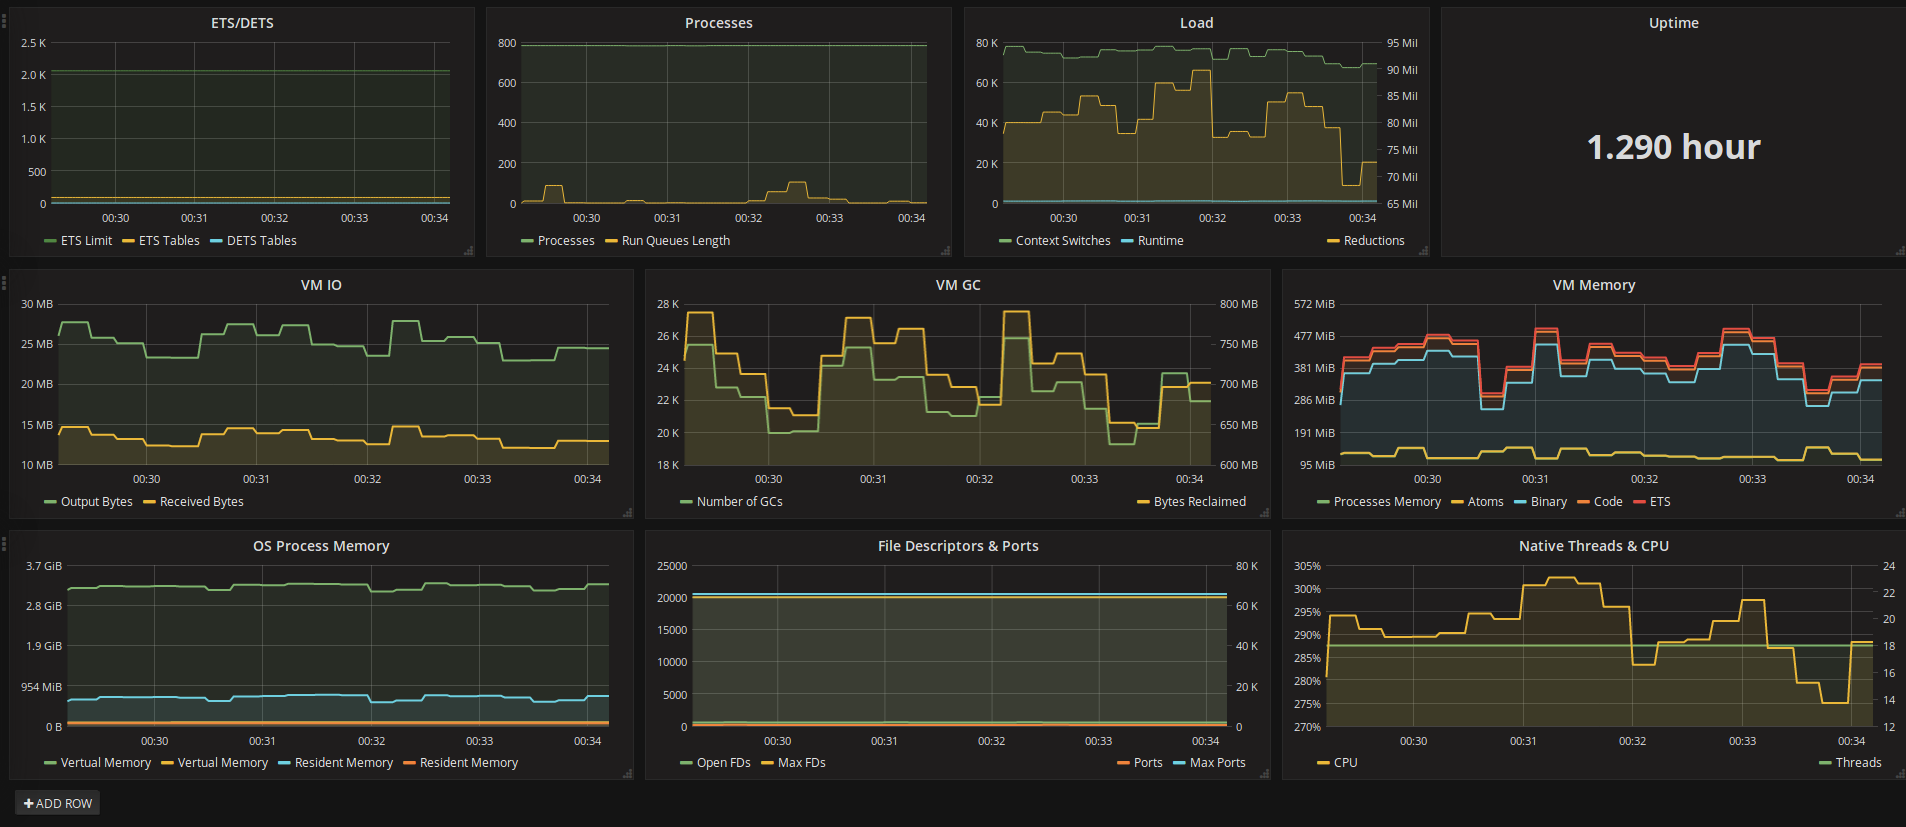 ETS/DETS
2.5 K
2.0 K
1.5 K
1.0 K
500
0
00:30 00:31 00:32 00:33 00:34
ETS Limit ETS Tables DETS Tables
Processes
800
600
400
200
0
00:30 00:31 00:32 00:33 00:34
Processes Run Queues Length
Load
80 K 95 Mil
90 Mil
60 K 85 Mil
40 K 80 Mil
75 Mil
20 K 70 Mil
0 65 Mil
00:30 00:31 00:32 00:33 00:34
Context Switches Runtime Reductions
Uptime
1.290 hour
VM IO
30 MB
25 MB
20 MB
15 MB
10 MB
00:30 00:31 00:32 00:33 00:34
Output Bytes Received Bytes
VM GC
28 K 800 MB
26 K 750 MB
24 K
22 K 700 MB
20 K 650 MB
18 K 600 MB
00:30 00:31 00:32 00:33 00:34
Number of GCs Bytes Reclaimed
VM Memory
572 MiB
477 MiB
381 MiB
286 MiB
191 MiB
95 MiB
00:30 00:31 00:32 00:33 00:34
Processes Memory Atoms Binary Code ETS
OS Process Memory
3.7 GiB
2.8 GiB
1.9 GiB
954 MiB
0 B
00:30 00:31 00:32 00:33 00:34
Vertual Memory Vertual Memory Resident Memory Resident Memory
File Descriptors & Ports
25000 80 K
20000 60 K
15000
10000 40 K
5000 20 K
0 0
00:30 00:31 00:32 00:33 00:34
Open FDs Max FDs Ports Max Ports
Native Threads & CPU
305% 24
300% 22
295% 20
290% 18
285% 16
280%
275% 14
270% 12
00:30 00:31 00:32 00:33 00:34
CPU Threads
ADD ROW